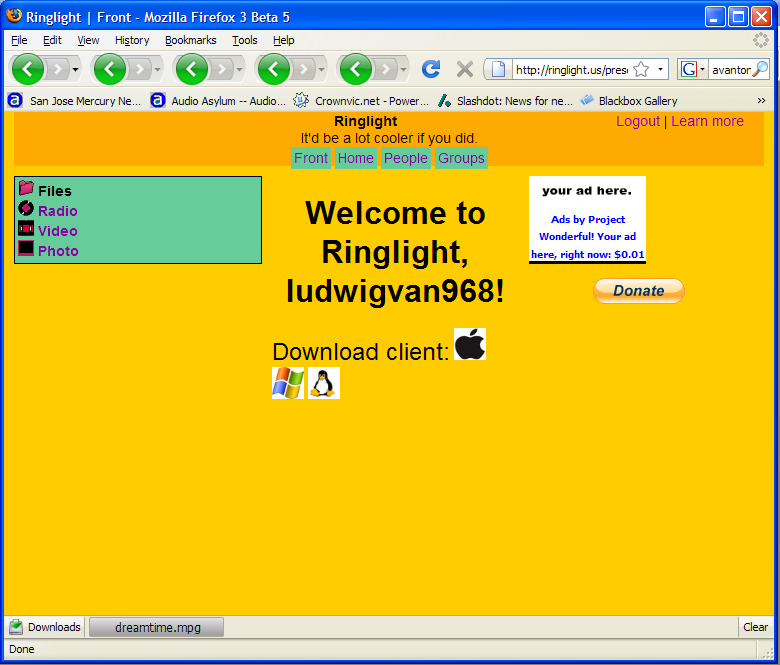 Ringlight | Front - Mozilla Firefox 3 Beta 5
File Edit View History Bookmarks Tools Help
http://ringlight.us/pres
G avantor
San Jose Mercury Ne... Audio Asylum -- Audio... Crownvic.net - Power... Slashdot: News for ne... Blackbox Gallery »
Ringlight
Logout | Learn more
It'd be a lot cooler if you did.
Front Home People Groups
Files
Radio
Video
Photo
Welcome to
Ringlight,
ludwigvan968!
Download client:
your ad here.
Ads by Project
Wonderful! Your ad
here, right now: $0.01
Donate
Downloads dreamtime.mpg Clear
Done